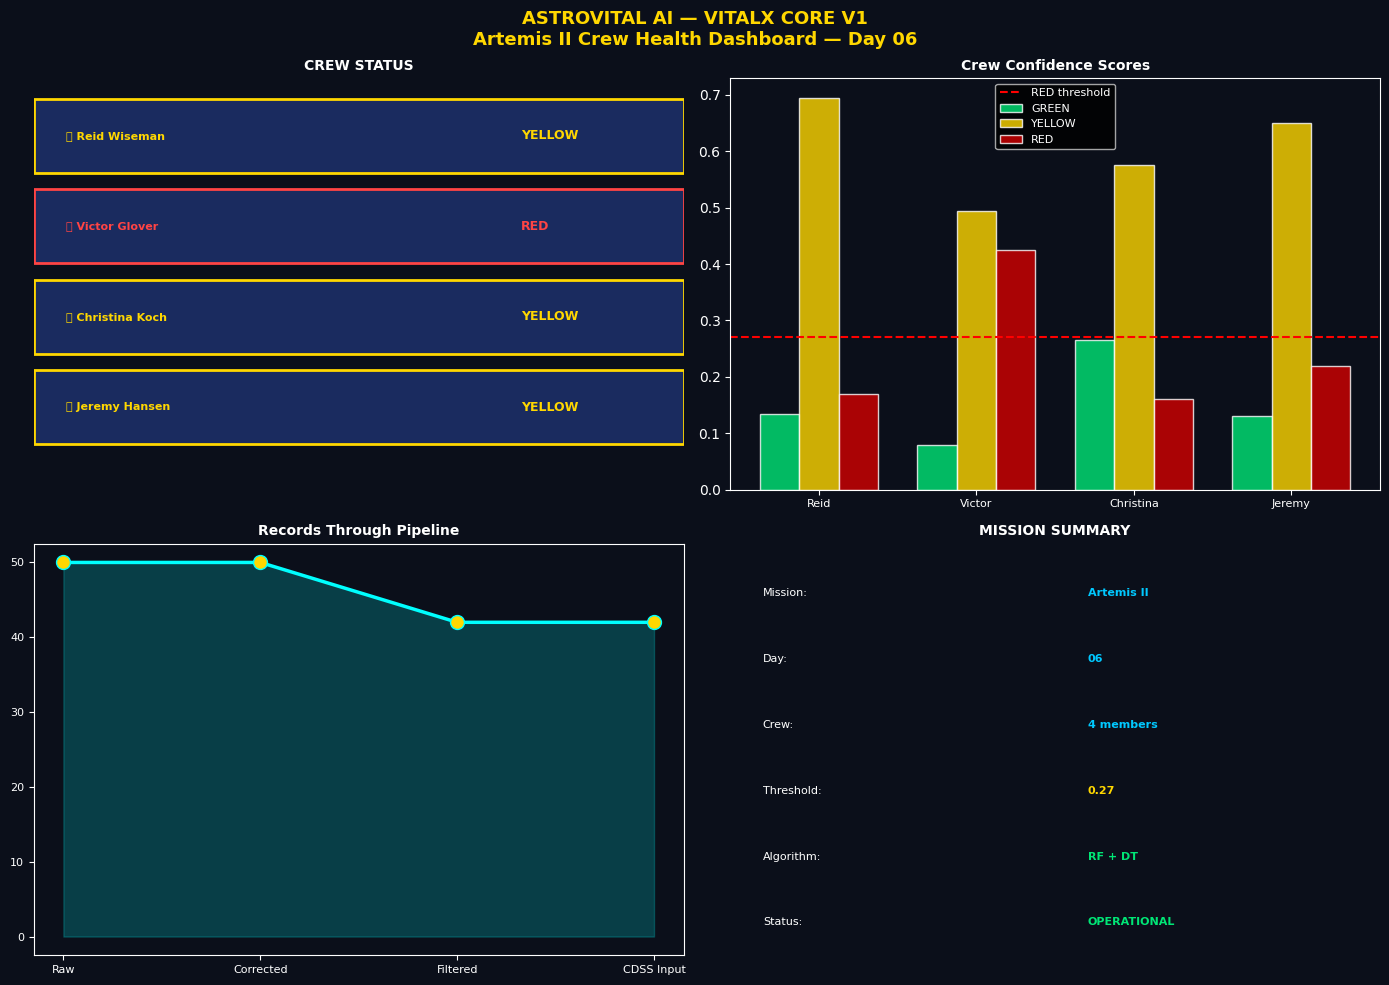 ASTROVITAL AI — VITALX CORE V1
Artemis II Crew Health Dashboard — Day 06
CREW STATUS
Reid Wiseman YELLOW
Victor Glover RED
Christina Koch YELLOW
Jeremy Hansen YELLOW
Crew Confidence Scores
RED threshold
GREEN
YELLOW
RED
0.7
0.6
0.5
0.4
0.3
0.2
0.1
0.0
Reid Victor Christina Jeremy
Records Through Pipeline
50
40
30
20
10
0
Raw Corrected Filtered CDSS Input
MISSION SUMMARY
Mission: Artemis II
Day: 06
Crew: 4 members
Threshold: 0.27
Algorithm: RF + DT
Status: OPERATIONAL